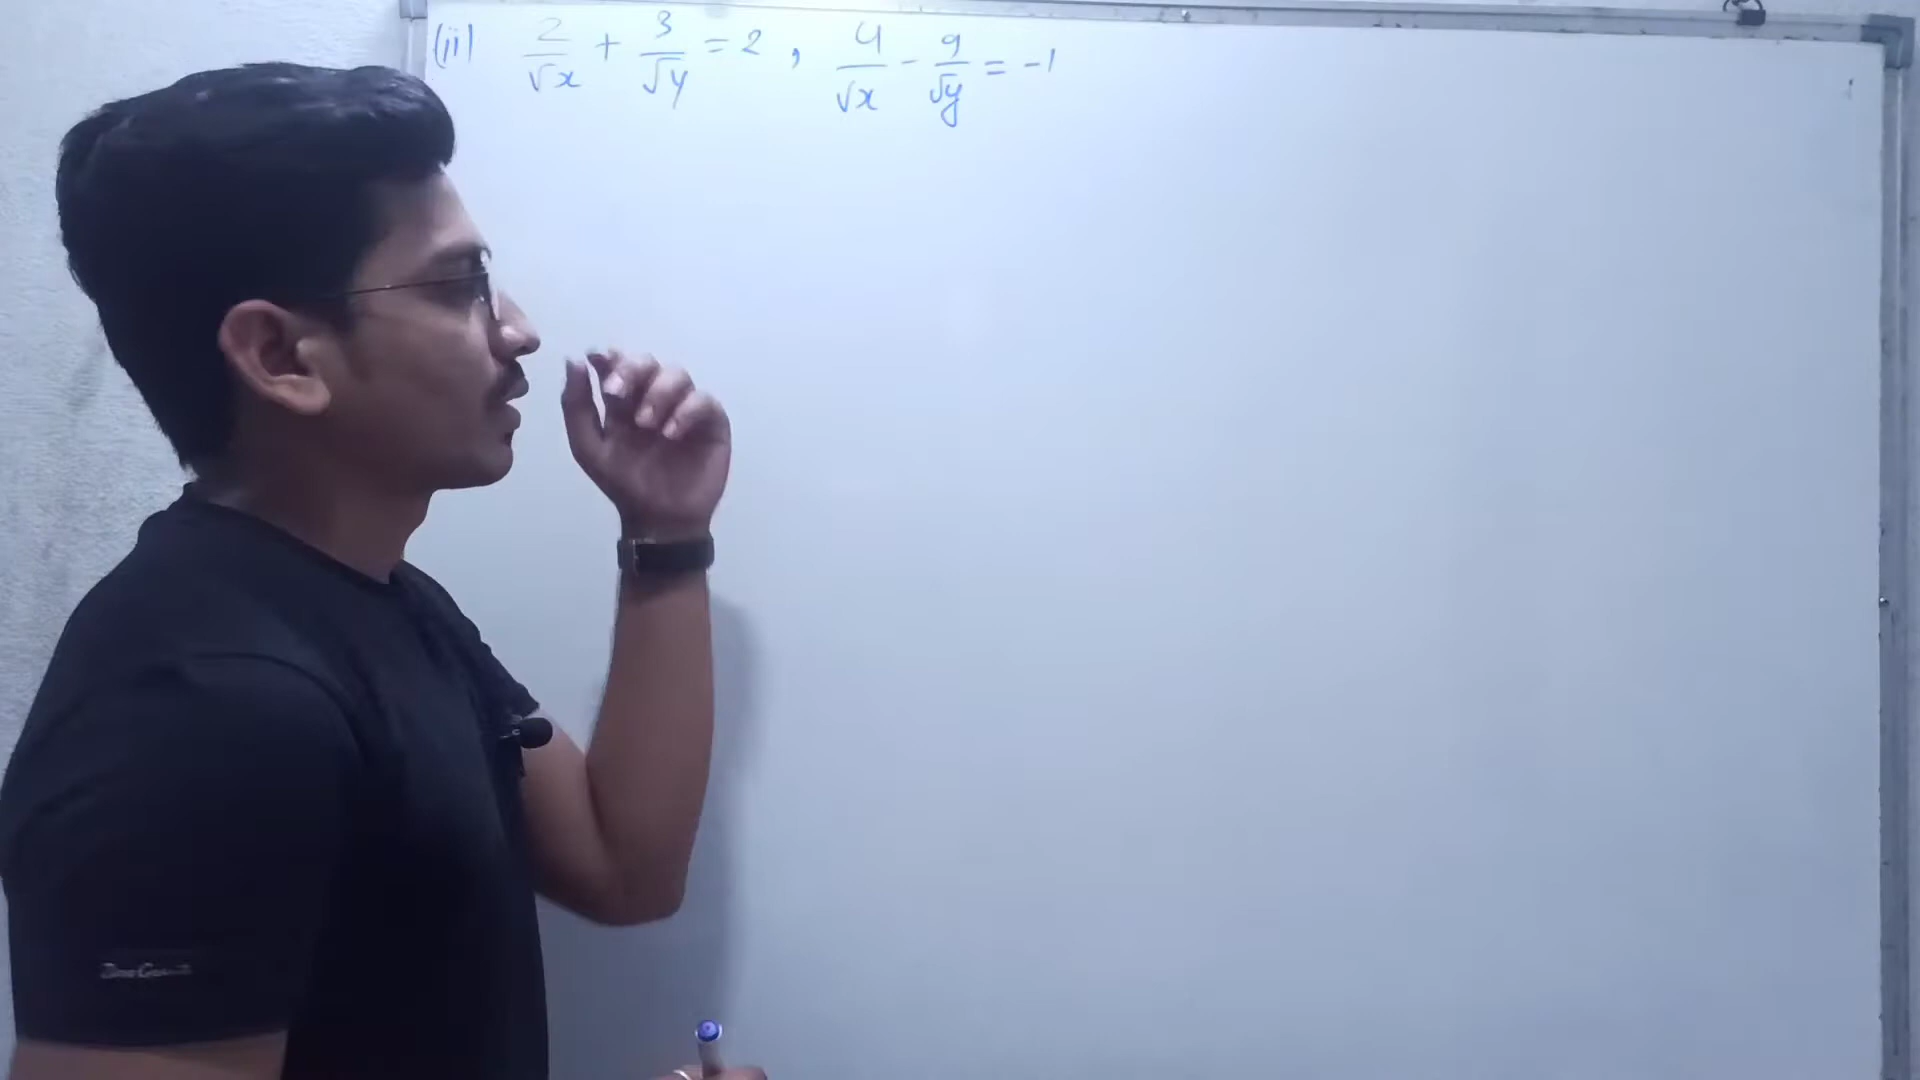 (ii) 2/√x + 3/√y = 2 , 4/√x - 9/√y = -1